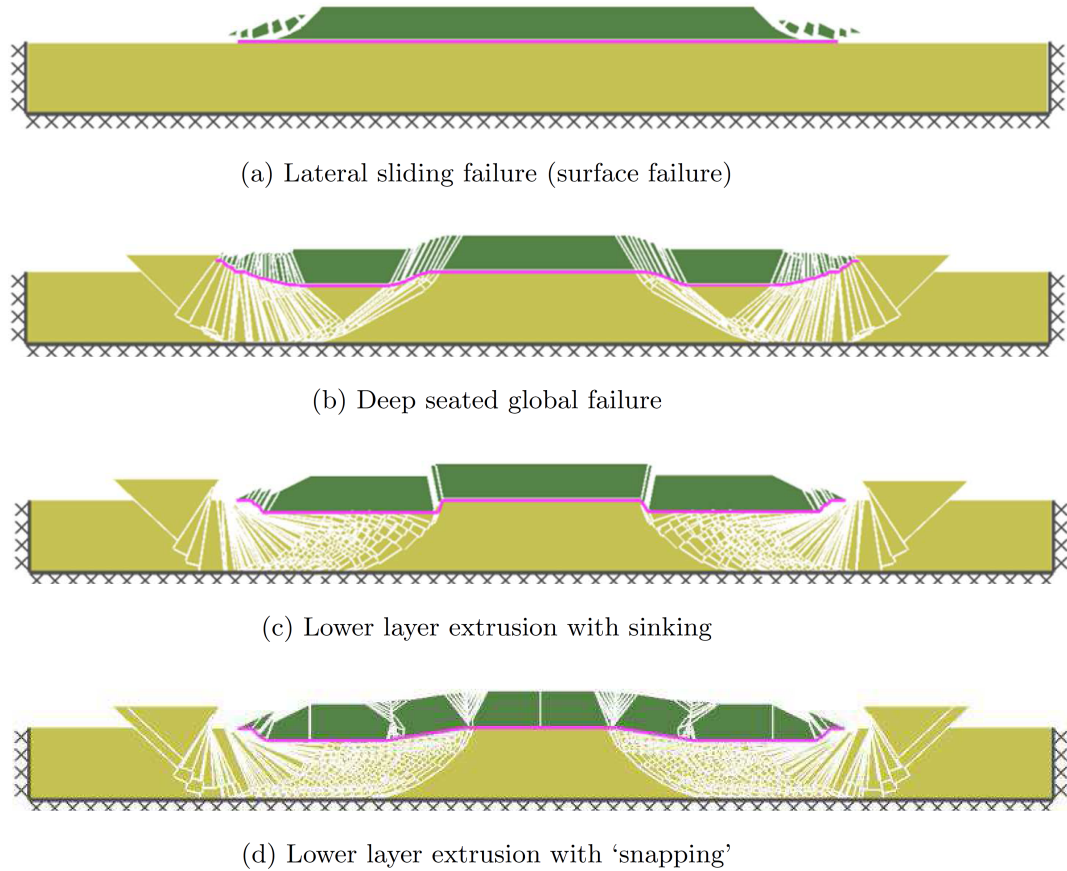 (a) Lateral sliding failure (surface failure)
(b) Deep seated global failure
(c) Lower layer extrusion with sinking
(d) Lower layer extrusion with ‘snapping’